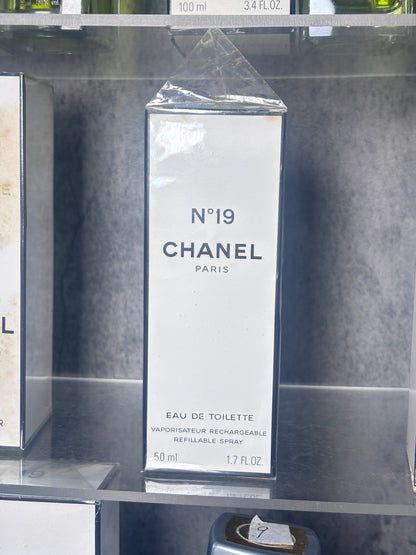 100 ml 3.4 FL.OZ.
N°19
CHANEL
PARIS
EAU DE TOILETTE
VAPORISATEUR RECHARGEABLE
REFILLABLE SPRAY
50 ml 1.7 FL.OZ.
L
R
9